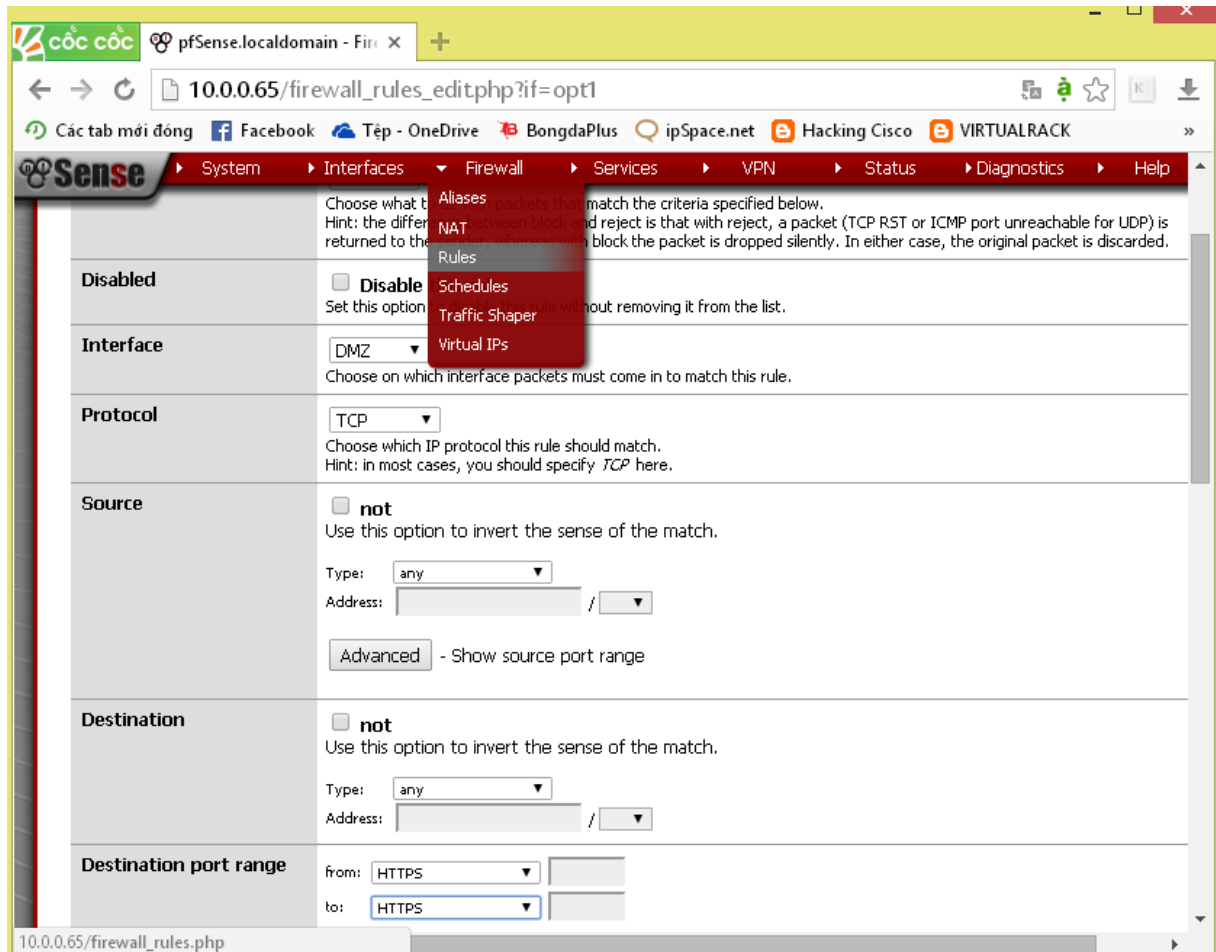 cốc cốc
pfSense.localdomain - Fir
10.0.0.65/firewall_rules_edit.php?if=opt1
Các tab mới đóng Facebook Tệp - OneDrive BongdaPlus ipSpace.net Hacking Cisco VIRTUALRACK »
Sense System Interfaces Firewall Services VPN Status Diagnostics Help
Aliases
NAT
Rules
Schedules
Traffic Shaper
Virtual IPs
Choose what to do with packets that match the criteria specified below.
Hint: the difference between block and reject is that with reject, a packet (TCP RST or ICMP port unreachable for UDP) is
returned to the sender, whereas with block the packet is dropped silently. In either case, the original packet is discarded.
Disabled
Disable
Set this option to disable this rule without removing it from the list.
Interface
DMZ
Choose on which interface packets must come in to match this rule.
Protocol
TCP
Choose which IP protocol this rule should match.
Hint: in most cases, you should specify TCP here.
Source
not
Use this option to invert the sense of the match.
Type: any
Address: /
Advanced - Show source port range
Destination
not
Use this option to invert the sense of the match.
Type: any
Address: /
Destination port range
from: HTTPS
to: HTTPS
10.0.0.65/firewall_rules.php